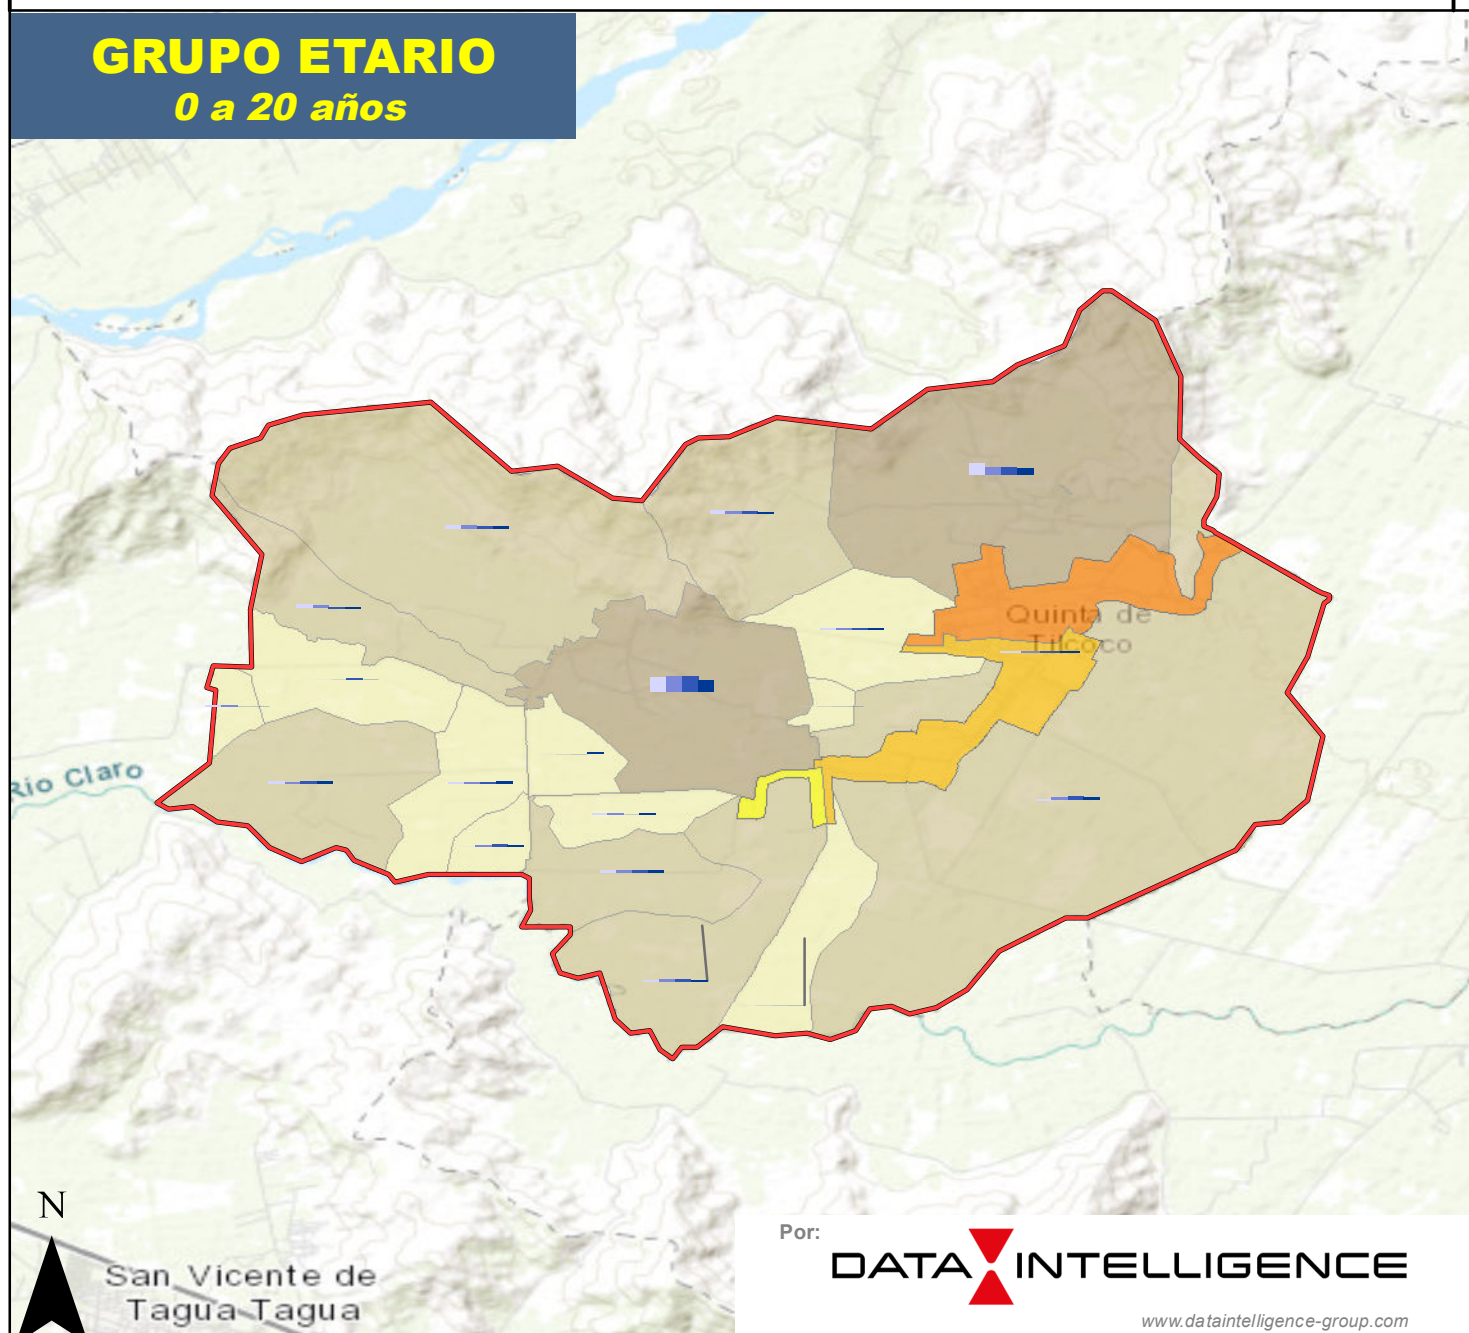 GRUPO ETARIO
0 a 20 años
Quinta de
Tilcoco
Rio Claro
N
San Vicente de
Tagua Tagua
Por:
DATA INTELLIGENCE
www.dataintelligence-group.com